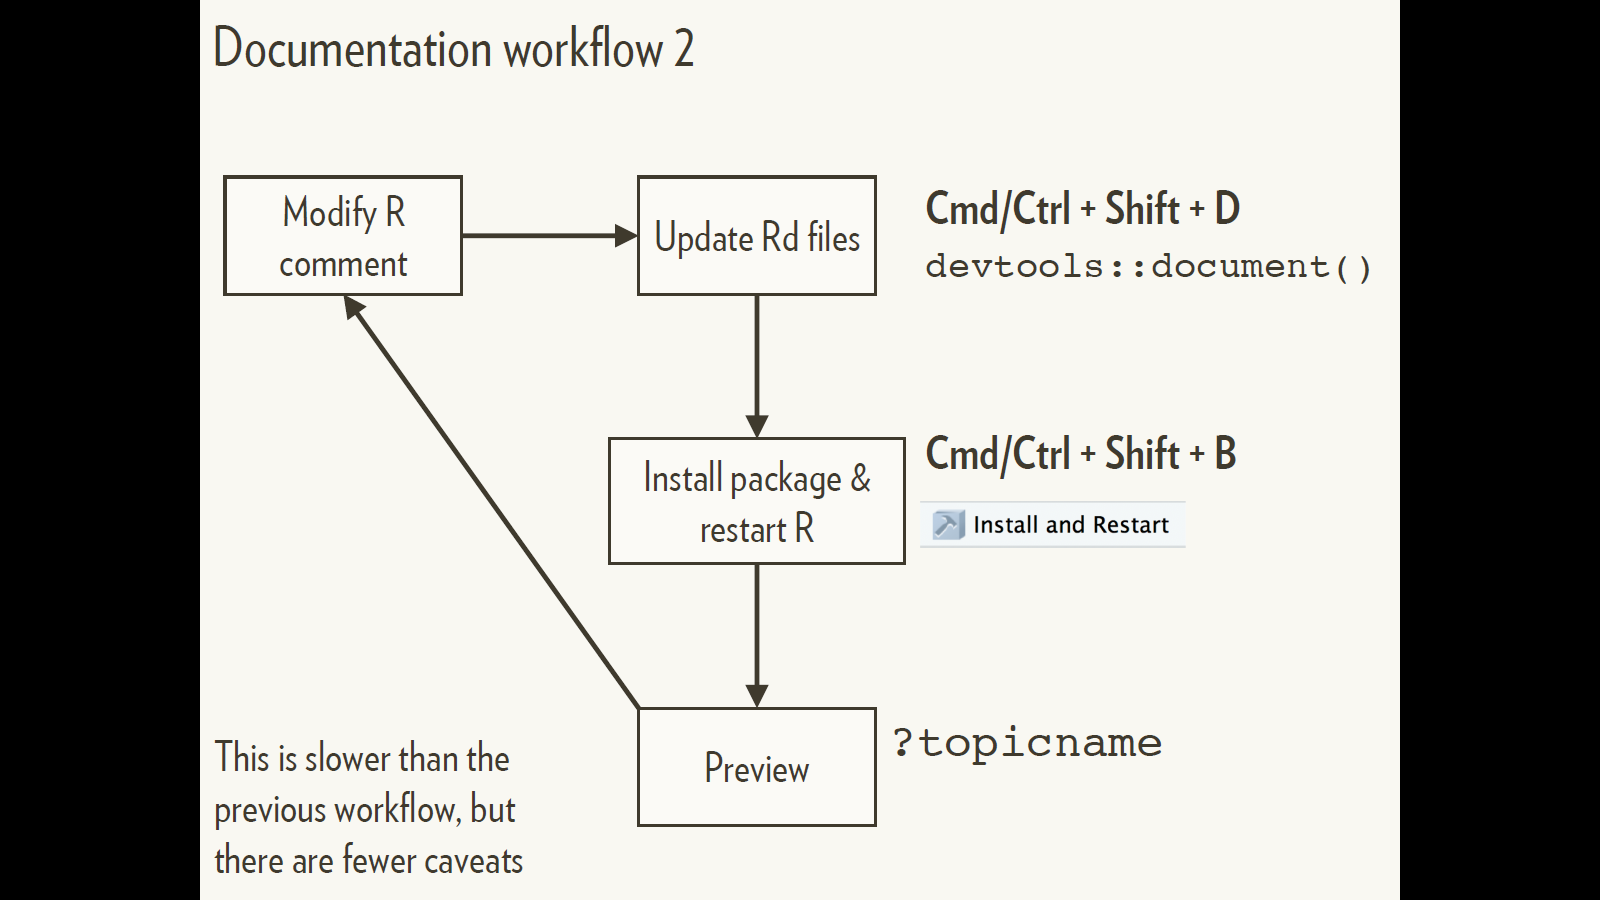 Documentation workflow 2
Modify R
comment
Update Rd files
Cmd/Ctrl + Shift + D
devtools::document()
Install package &
restart R
Cmd/Ctrl + Shift + B
Install and Restart
Preview
?topicname
This is slower than the
previous workflow, but
there are fewer caveats